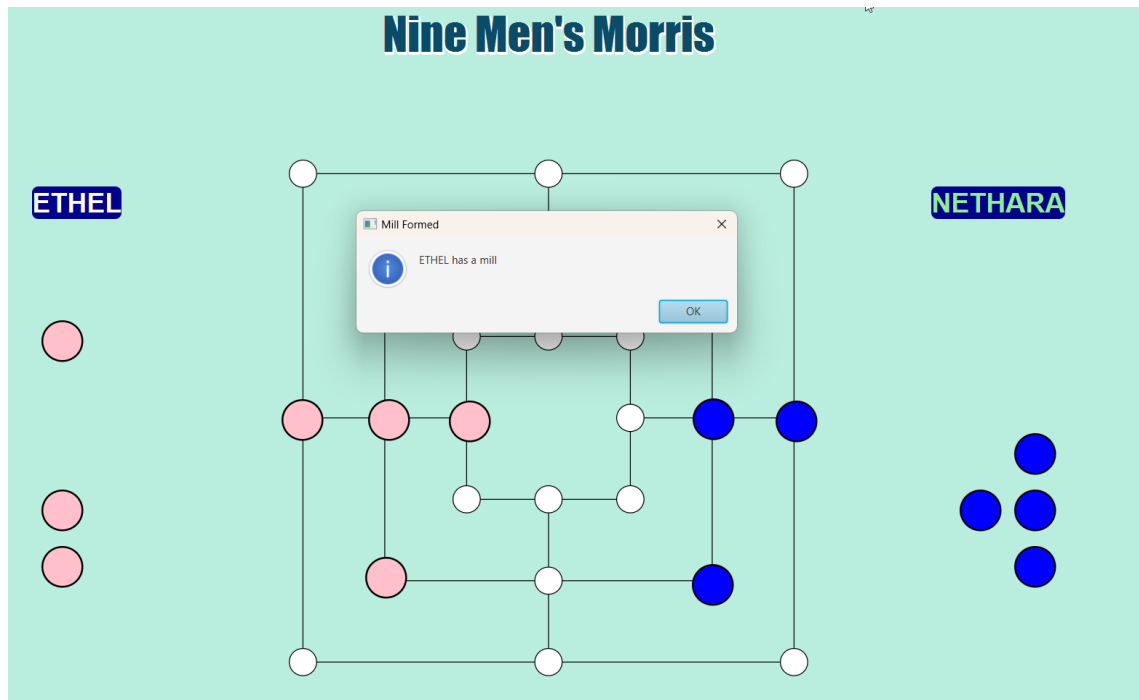 Nine Men's Morris
ETHEL
NETHARA
Mill Formed
ETHEL has a mill
OK